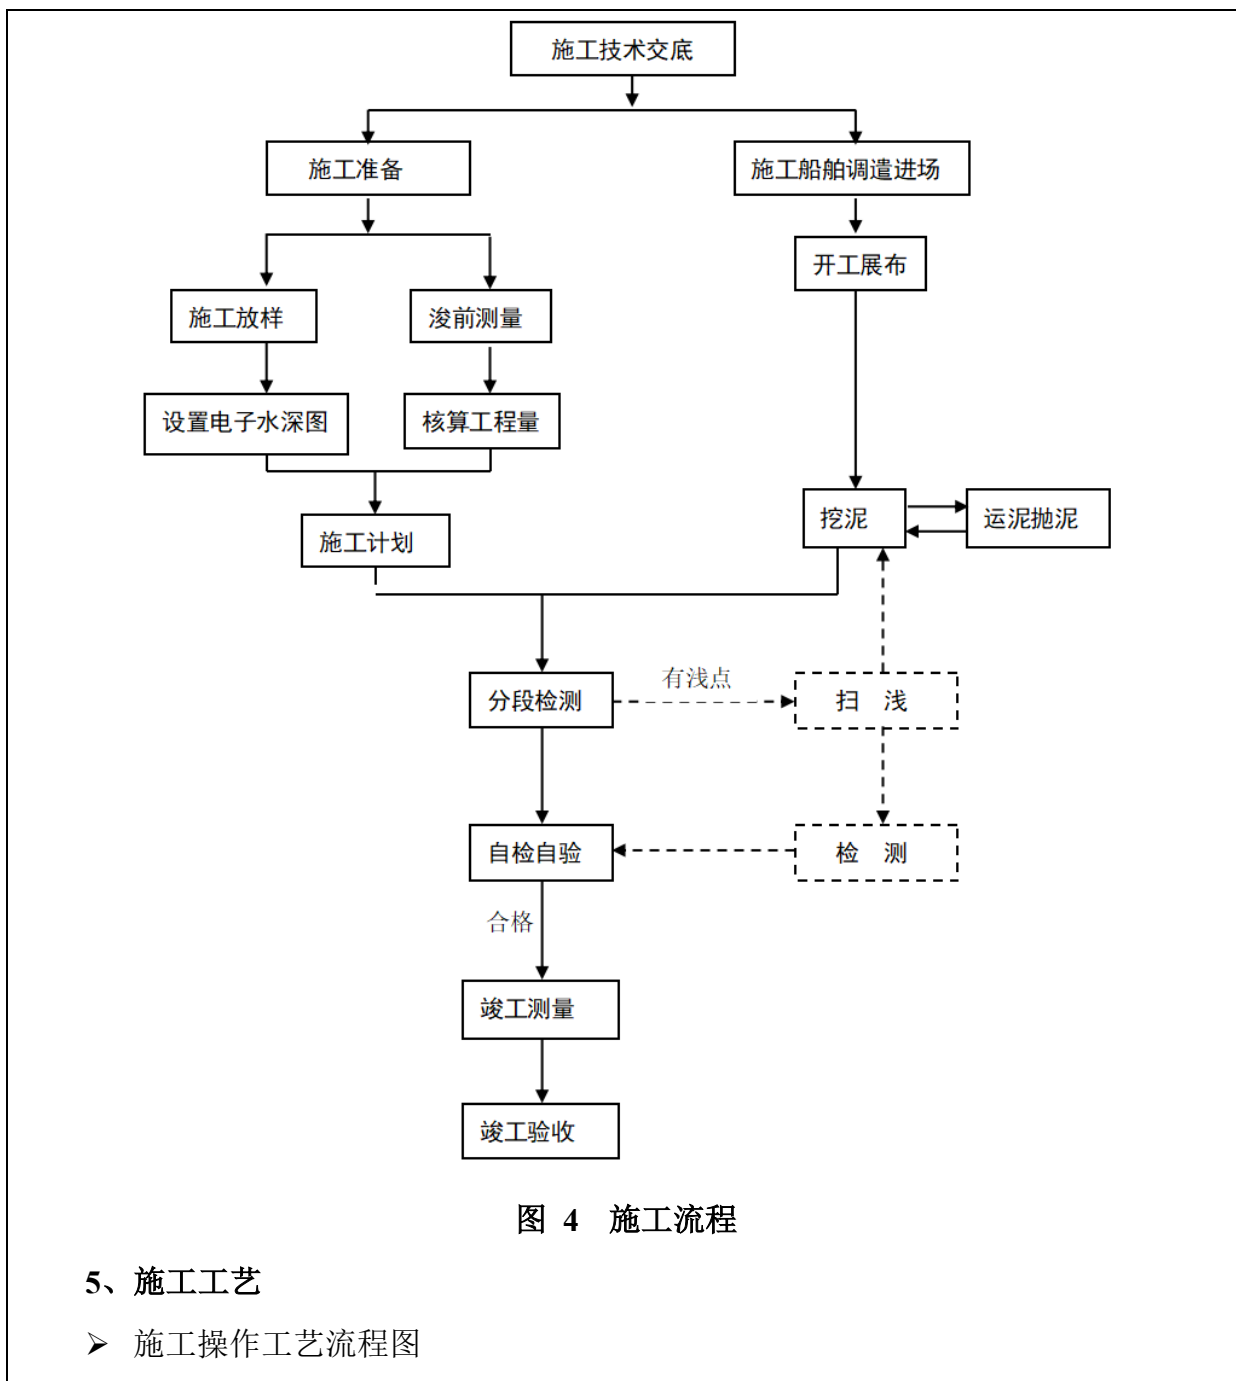 施工技术交底
施工准备
施工船舶调遣进场
开工展布
施工放样
浚前测量
设置电子水深图
核算工程量
挖泥
运泥抛泥
施工计划
有浅点
分段检测
扫 浅
自检自验
检 测
合格
竣工测量
竣工验收
图 4 施工流程
5、施工工艺
➢ 施工操作工艺流程图